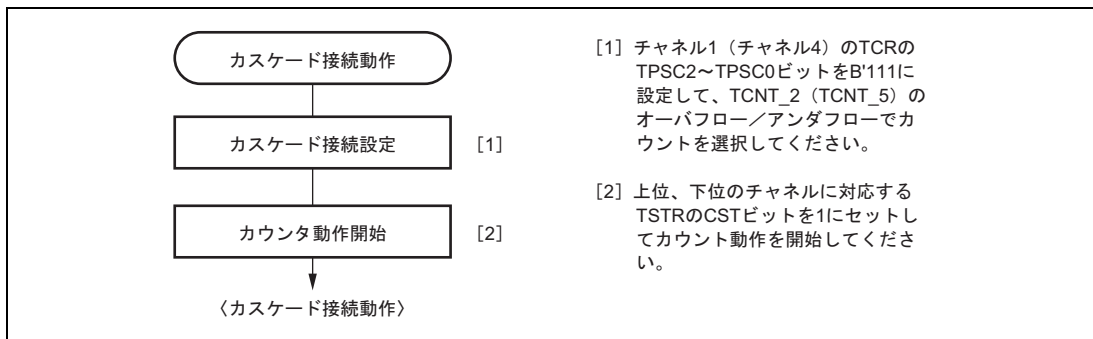 カスケード接続動作
カスケード接続設定
[1]
カウンタ動作開始
[2]
〈カスケード接続動作〉
[1] チャネル1（チャネル4）のTCRの
TPSC2～TPSC0ビットをB'111に
設定して、TCNT_2（TCNT_5）の
オーバフロー／アンダフローでカ
ウントを選択してください。
[2] 上位、下位のチャネルに対応する
TSTRのCSTビットを1にセットし
てカウント動作を開始してくださ
い。